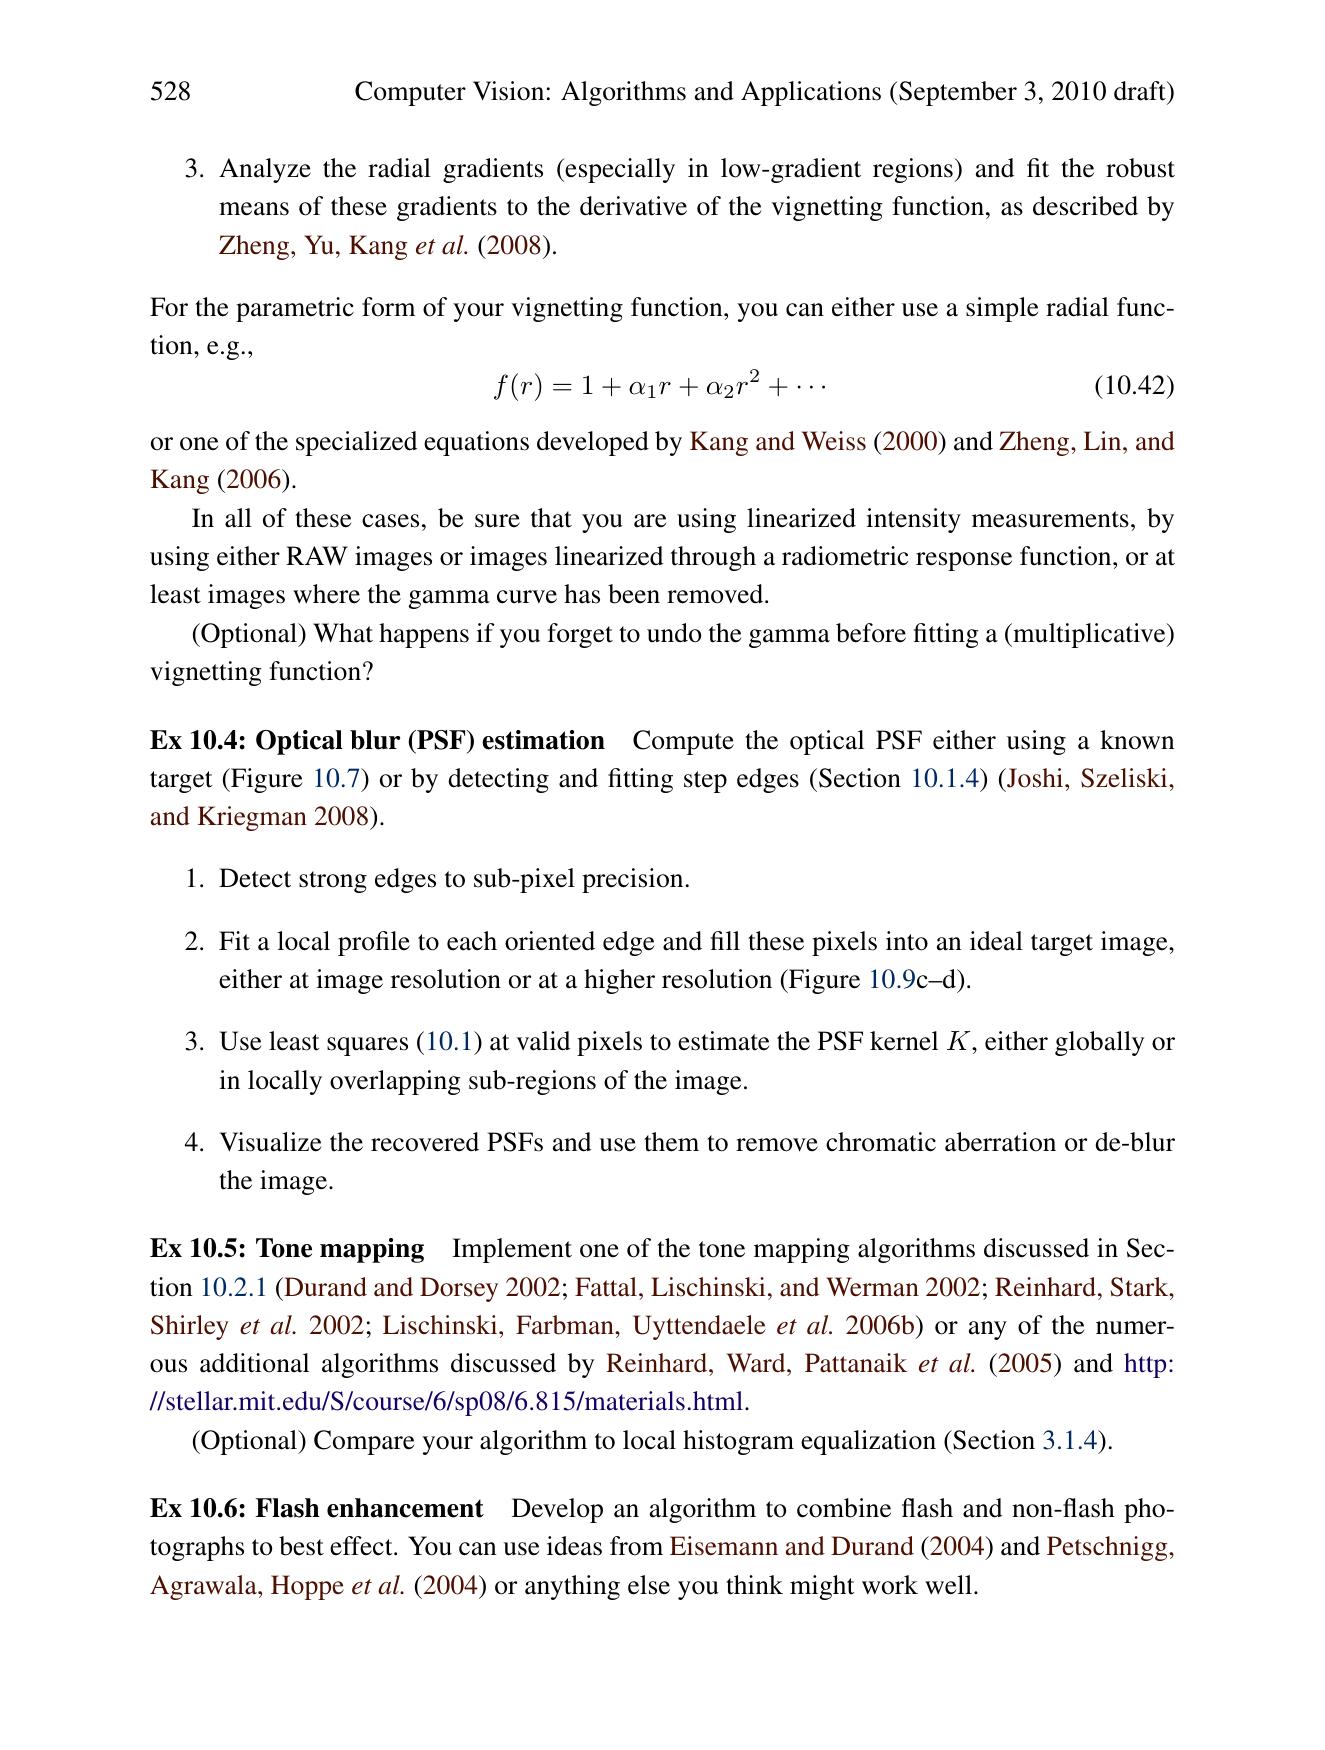 528 Computer Vision: Algorithms and Applications (September 3, 2010 draft)
3. Analyze the radial gradients (especially in low-gradient regions) and fit the robust
means of these gradients to the derivative of the vignetting function, as described by
Zheng, Yu, Kang et al. (2008).
For the parametric form of your vignetting function, you can either use a simple radial func-
tion, e.g.,
f(r) = 1 + α₁r + α₂r² + ··· (10.42)
or one of the specialized equations developed by Kang and Weiss (2000) and Zheng, Lin, and
Kang (2006).
In all of these cases, be sure that you are using linearized intensity measurements, by
using either RAW images or images linearized through a radiometric response function, or at
least images where the gamma curve has been removed.
(Optional) What happens if you forget to undo the gamma before fitting a (multiplicative)
vignetting function?
Ex 10.4: Optical blur (PSF) estimation Compute the optical PSF either using a known
target (Figure 10.7) or by detecting and fitting step edges (Section 10.1.4) (Joshi, Szeliski,
and Kriegman 2008).
1. Detect strong edges to sub-pixel precision.
2. Fit a local profile to each oriented edge and fill these pixels into an ideal target image,
either at image resolution or at a higher resolution (Figure 10.9c–d).
3. Use least squares (10.1) at valid pixels to estimate the PSF kernel K, either globally or
in locally overlapping sub-regions of the image.
4. Visualize the recovered PSFs and use them to remove chromatic aberration or de-blur
the image.
Ex 10.5: Tone mapping Implement one of the tone mapping algorithms discussed in Sec-
tion 10.2.1 (Durand and Dorsey 2002; Fattal, Lischinski, and Werman 2002; Reinhard, Stark,
Shirley et al. 2002; Lischinski, Farbman, Uyttendaele et al. 2006b) or any of the numer-
ous additional algorithms discussed by Reinhard, Ward, Pattanaik et al. (2005) and http:
//stellar.mit.edu/S/course/6/sp08/6.815/materials.html.
(Optional) Compare your algorithm to local histogram equalization (Section 3.1.4).
Ex 10.6: Flash enhancement Develop an algorithm to combine flash and non-flash pho-
tographs to best effect. You can use ideas from Eisemann and Durand (2004) and Petschnigg,
Agrawala, Hoppe et al. (2004) or anything else you think might work well.